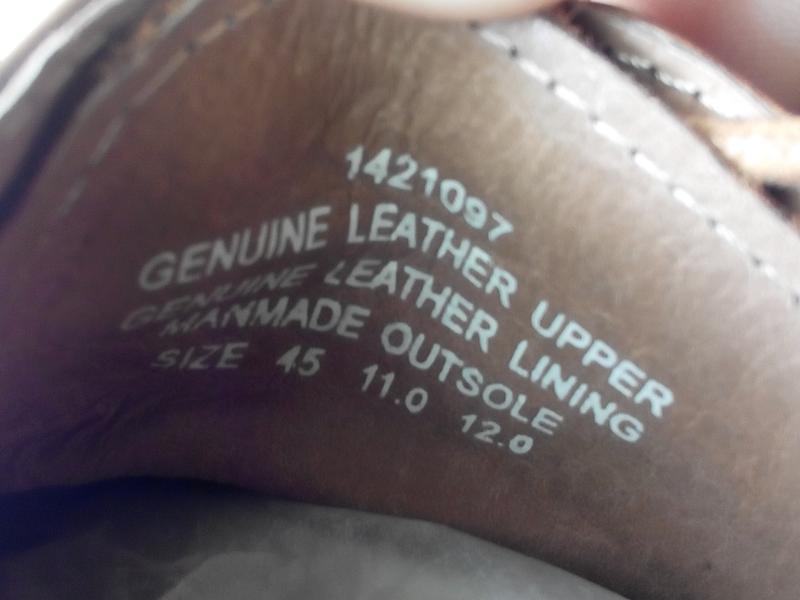 1421097
GENUINE LEATHER UPPER
GENUINE LEATHER LINING
MANMADE OUTSOLE
SIZE 45 11.0 12.0